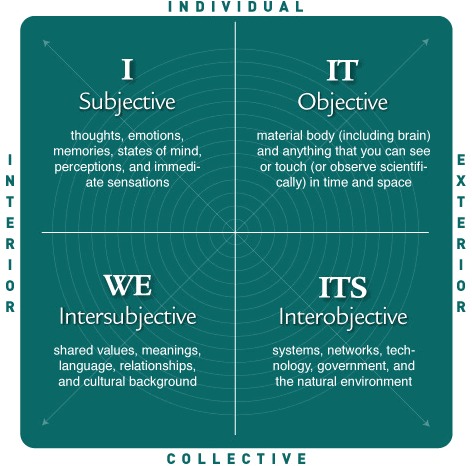 INDIVIDUAL
I
Subjective
thoughts, emotions,
memories, states of mind,
perceptions, and immedi-
ate sensations
IT
Objective
material body (including brain)
and anything that you can see
or touch (or observe scientifi-
cally) in time and space
INTERIOR
EXTERIOR
WE
Intersubjective
shared values, meanings,
language, relationships,
and cultural background
ITS
Interobjective
systems, networks, tech-
nology, government, and
the natural environment
COLLECTIVE